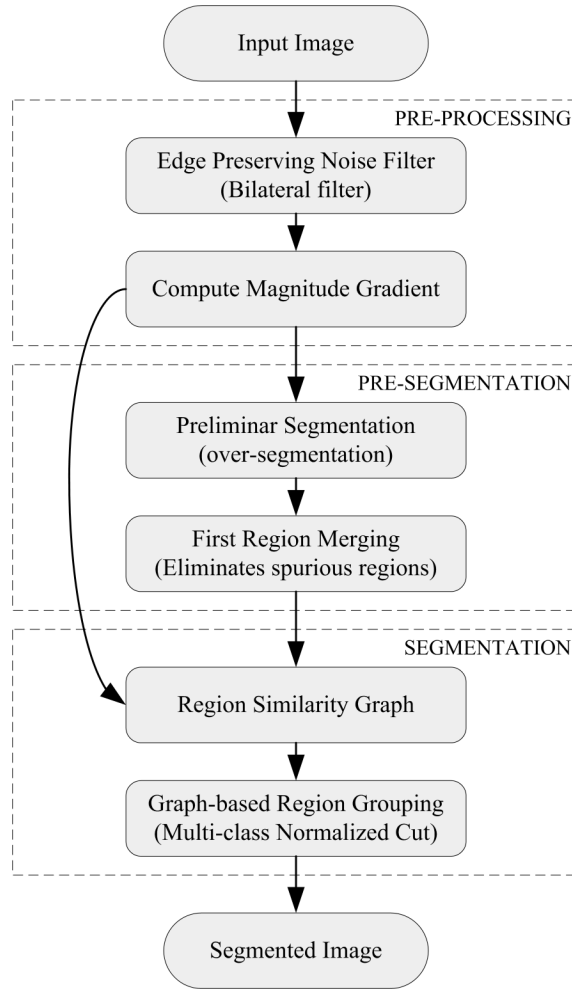 Input Image
PRE-PROCESSING
Edge Preserving Noise Filter
(Bilateral filter)
Compute Magnitude Gradient
PRE-SEGMENTATION
Preliminar Segmentation
(over-segmentation)
First Region Merging
(Eliminates spurious regions)
SEGMENTATION
Region Similarity Graph
Graph-based Region Grouping
(Multi-class Normalized Cut)
Segmented Image